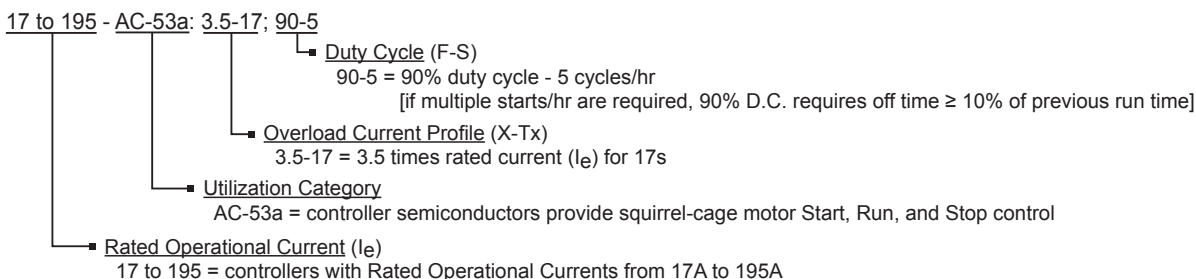 17 to 195 - AC-53a: 3.5-17; 90-5
Duty Cycle (F-S)
90-5 = 90% duty cycle - 5 cycles/hr
[if multiple starts/hr are required, 90% D.C. requires off time ≥ 10% of previous run time]
Overload Current Profile (X-Tx)
3.5-17 = 3.5 times rated current (Ie) for 17s
Utilization Category
AC-53a = controller semiconductors provide squirrel-cage motor Start, Run, and Stop control
Rated Operational Current (Ie)
17 to 195 = controllers with Rated Operational Currents from 17A to 195A